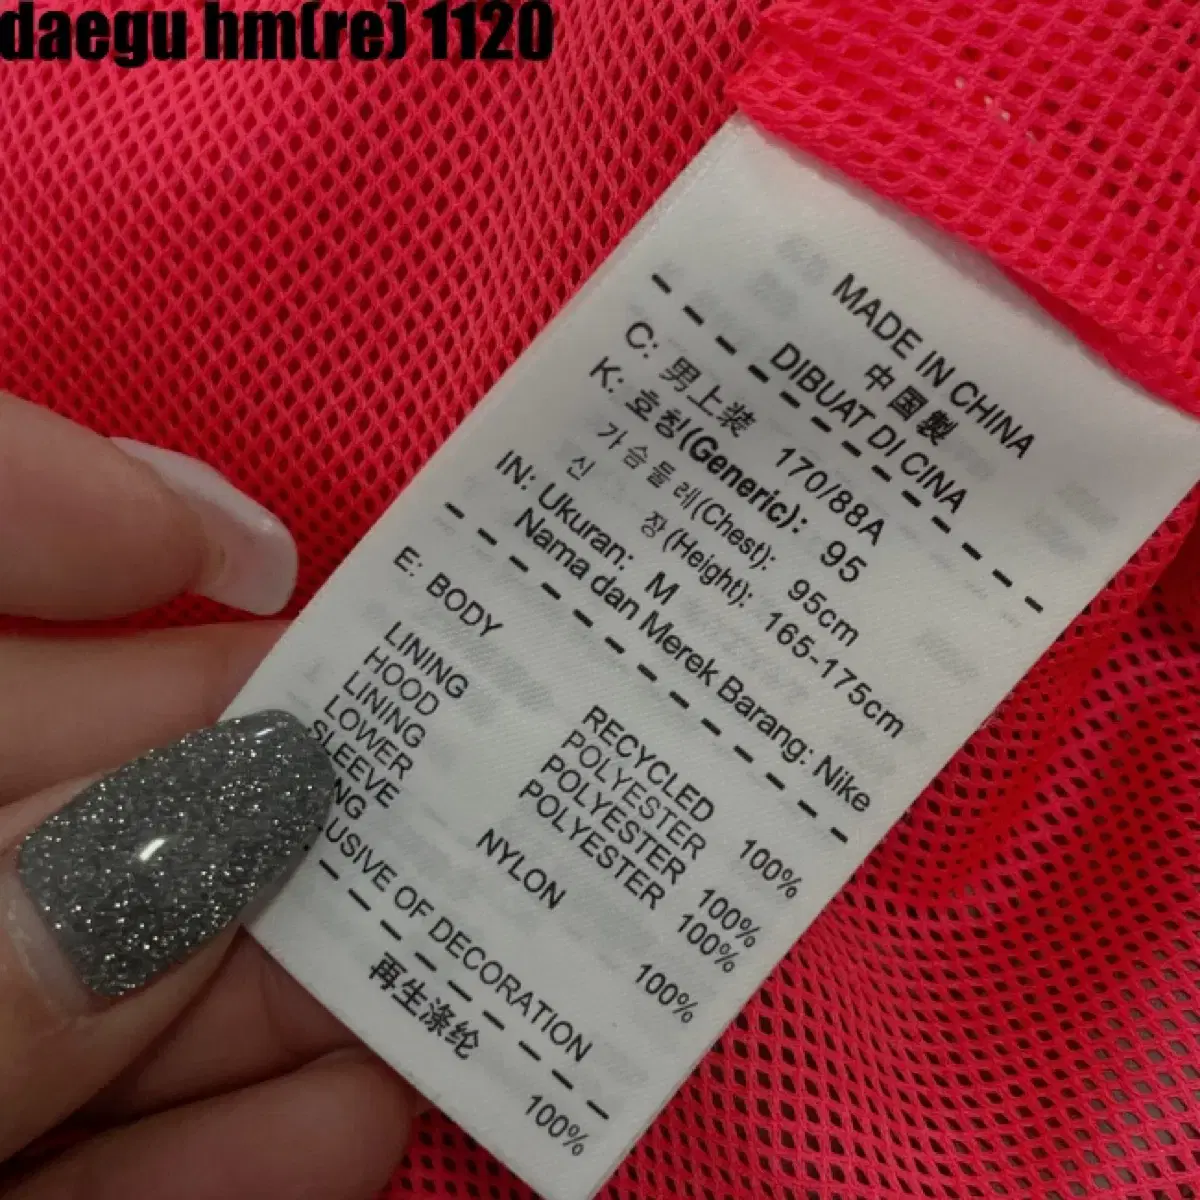 daegu hm(re) 1120
MADE IN CHINA
中国製
DIBUAT DI CINA
C: 男上装 170/88A
K: 호칭(Generic): 95
가슴둘레(Chest): 95cm
신 장(Height): 165-175cm
IN: Ukuran: M
Nama dan Merek Barang: Nike
E: BODY RECYCLED
POLYESTER 100%
LINING POLYESTER 100%
HOOD
LINING POLYESTER 100%
LOWER
SLEEVE
NYLON 100%
OF DECORATION
再生涤纶 100%